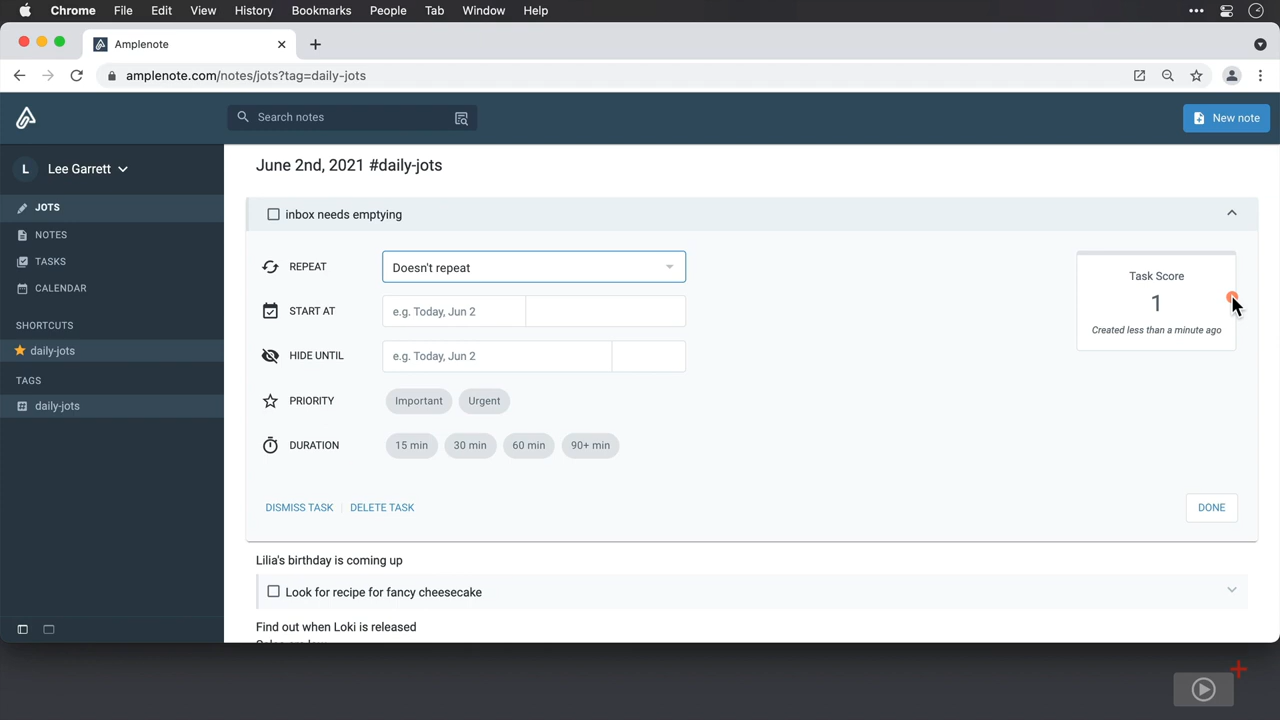 Chrome File Edit View History Bookmarks People Tab Window Help
Amplenote
amplenote.com/notes/jots?tag=daily-jots
Search notes
New note
L Lee Garrett
JOTS
NOTES
TASKS
CALENDAR
SHORTCUTS
daily-jots
TAGS
daily-jots
June 2nd, 2021 #daily-jots
inbox needs emptying
REPEAT Doesn't repeat
START AT e.g. Today, Jun 2
HIDE UNTIL e.g. Today, Jun 2
PRIORITY Important Urgent
DURATION 15 min 30 min 60 min 90+ min
Task Score
1
Created less than a minute ago
DISMISS TASK DELETE TASK DONE
Lilia's birthday is coming up
Look for recipe for fancy cheesecake
Find out when Loki is released